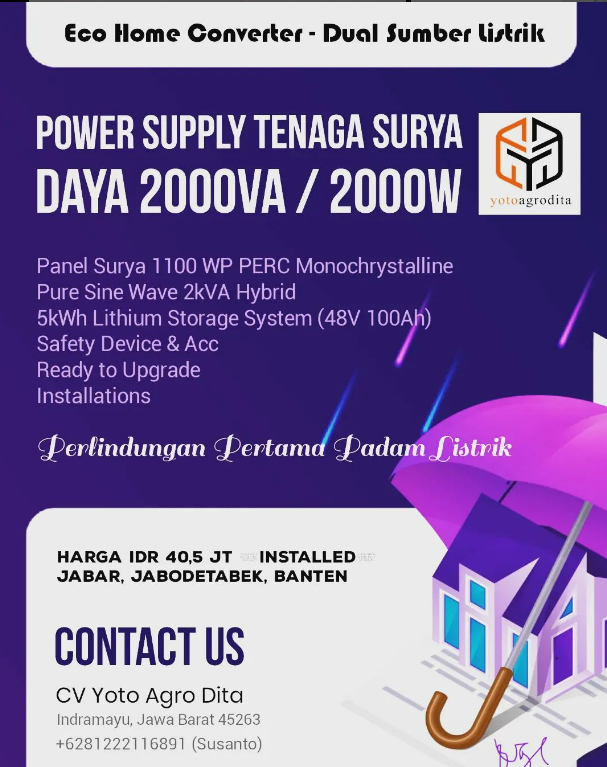 Eco Home Converter - Dual Sumber Listrik
POWER SUPPLY TENAGA SURYA
DAYA 2000VA / 2000W
yotoagrodita
Panel Surya 1100 WP PERC Monochrystalline
Pure Sine Wave 2kVA Hybrid
5kWh Lithium Storage System (48V 100Ah)
Safety Device & Acc
Ready to Upgrade
Installations
Perlindungan Pertama Padam Listrik
HARGA IDR 40,5 JT INSTALLED
JABAR, JABODETABEK, BANTEN
CONTACT US
CV Yoto Agro Dita
Indramayu, Jawa Barat 45263
+6281222116891 (Susanto)